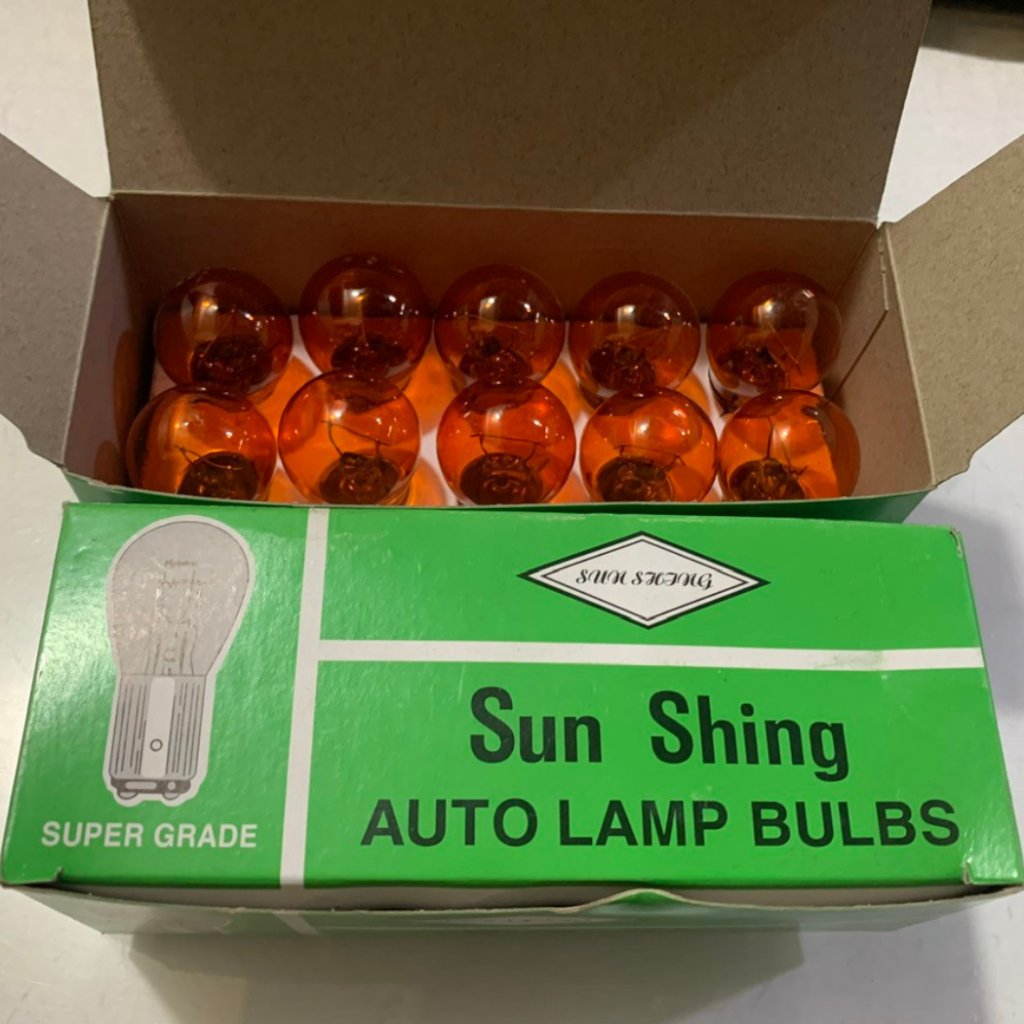 SUN SHING
Sun Shing
AUTO LAMP BULBS
SUPER GRADE